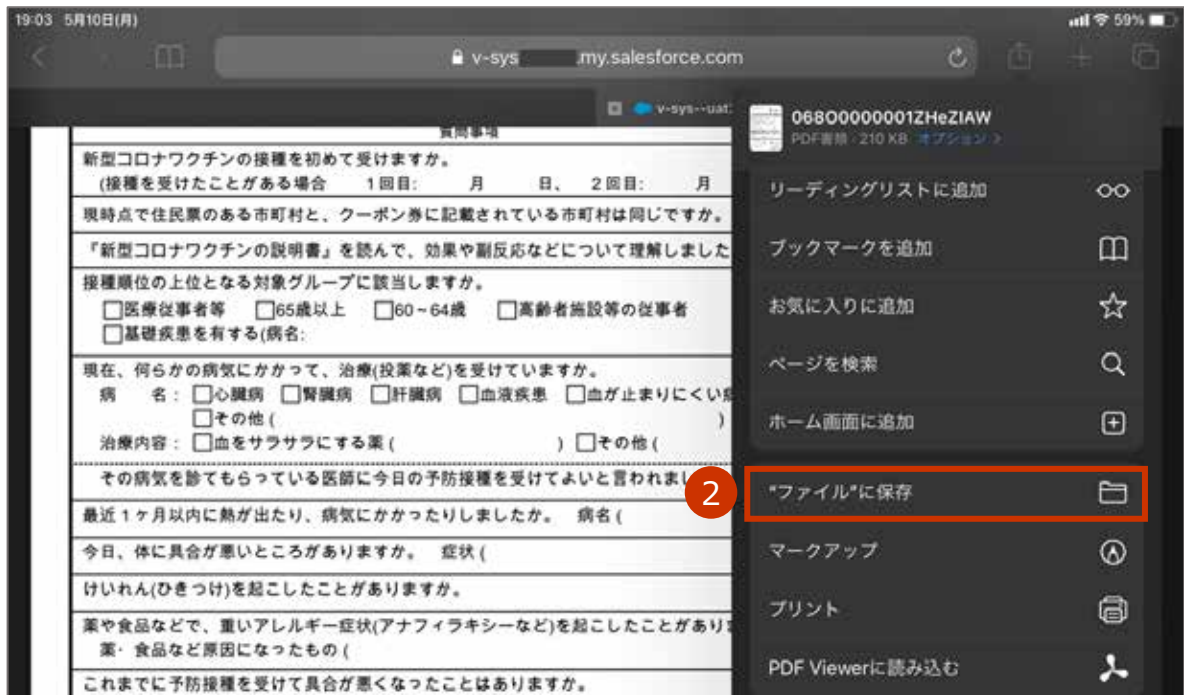 19:03 5月10日(月)
59%
v-sys
.my.salesforce.com
v-sys--uat
質問事項
新型コロナワクチンの接種を初めて受けますか。
(接種を受けたことがある場合 1回目: 月 日、 2回目: 月
現時点で住民票のある市町村と、クーポン券に記載されている市町村は同じですか。
『新型コロナワクチンの説明書』を読んで、効果や副反応などについて理解しました
接種順位の上位となる対象グループに該当しますか。
□医療従事者等 □65歳以上 □60~64歳 □高齢者施設等の従事者
□基礎疾患を有する(病名:
現在、何らかの病気にかかって、治療(投薬など)を受けていますか。
病 名: □心臓病 □腎臓病 □肝臓病 □血液疾患 □血が止まりにくい
□その他( )
治療内容: □血をサラサラにする薬( ) □その他(
その病気を診てもらっている医師に今日の予防接種を受けてよいと言われまし
最近1ヶ月以内に熱が出たり、病気にかかったりしましたか。 病名(
今日、体に具合が悪いところがありますか。 症状(
けいれん(ひきつけ)を起こしたことがありますか。
薬や食品などで、重いアレルギー症状(アナフィラキシーなど)を起こしたことがあり
薬・食品など原因になったもの(
これまでに予防接種を受けて具合が悪くなったことはありますか。
068O0000001ZHeZIAW
PDF書類・210 KB オプション >
リーディングリストに追加
ブックマークを追加
お気に入りに追加
ページを検索
ホーム画面に追加
2
"ファイル"に保存
マークアップ
プリント
PDF Viewerに読み込む